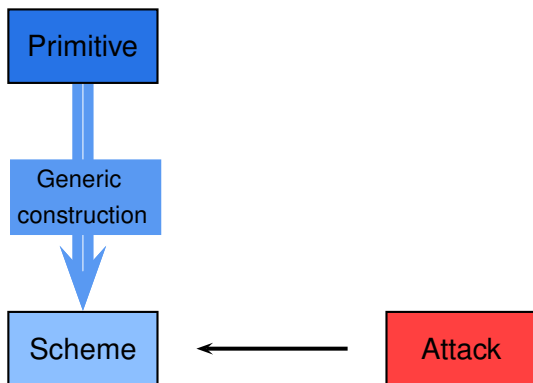 Primitive
Generic
construction
Scheme
Attack